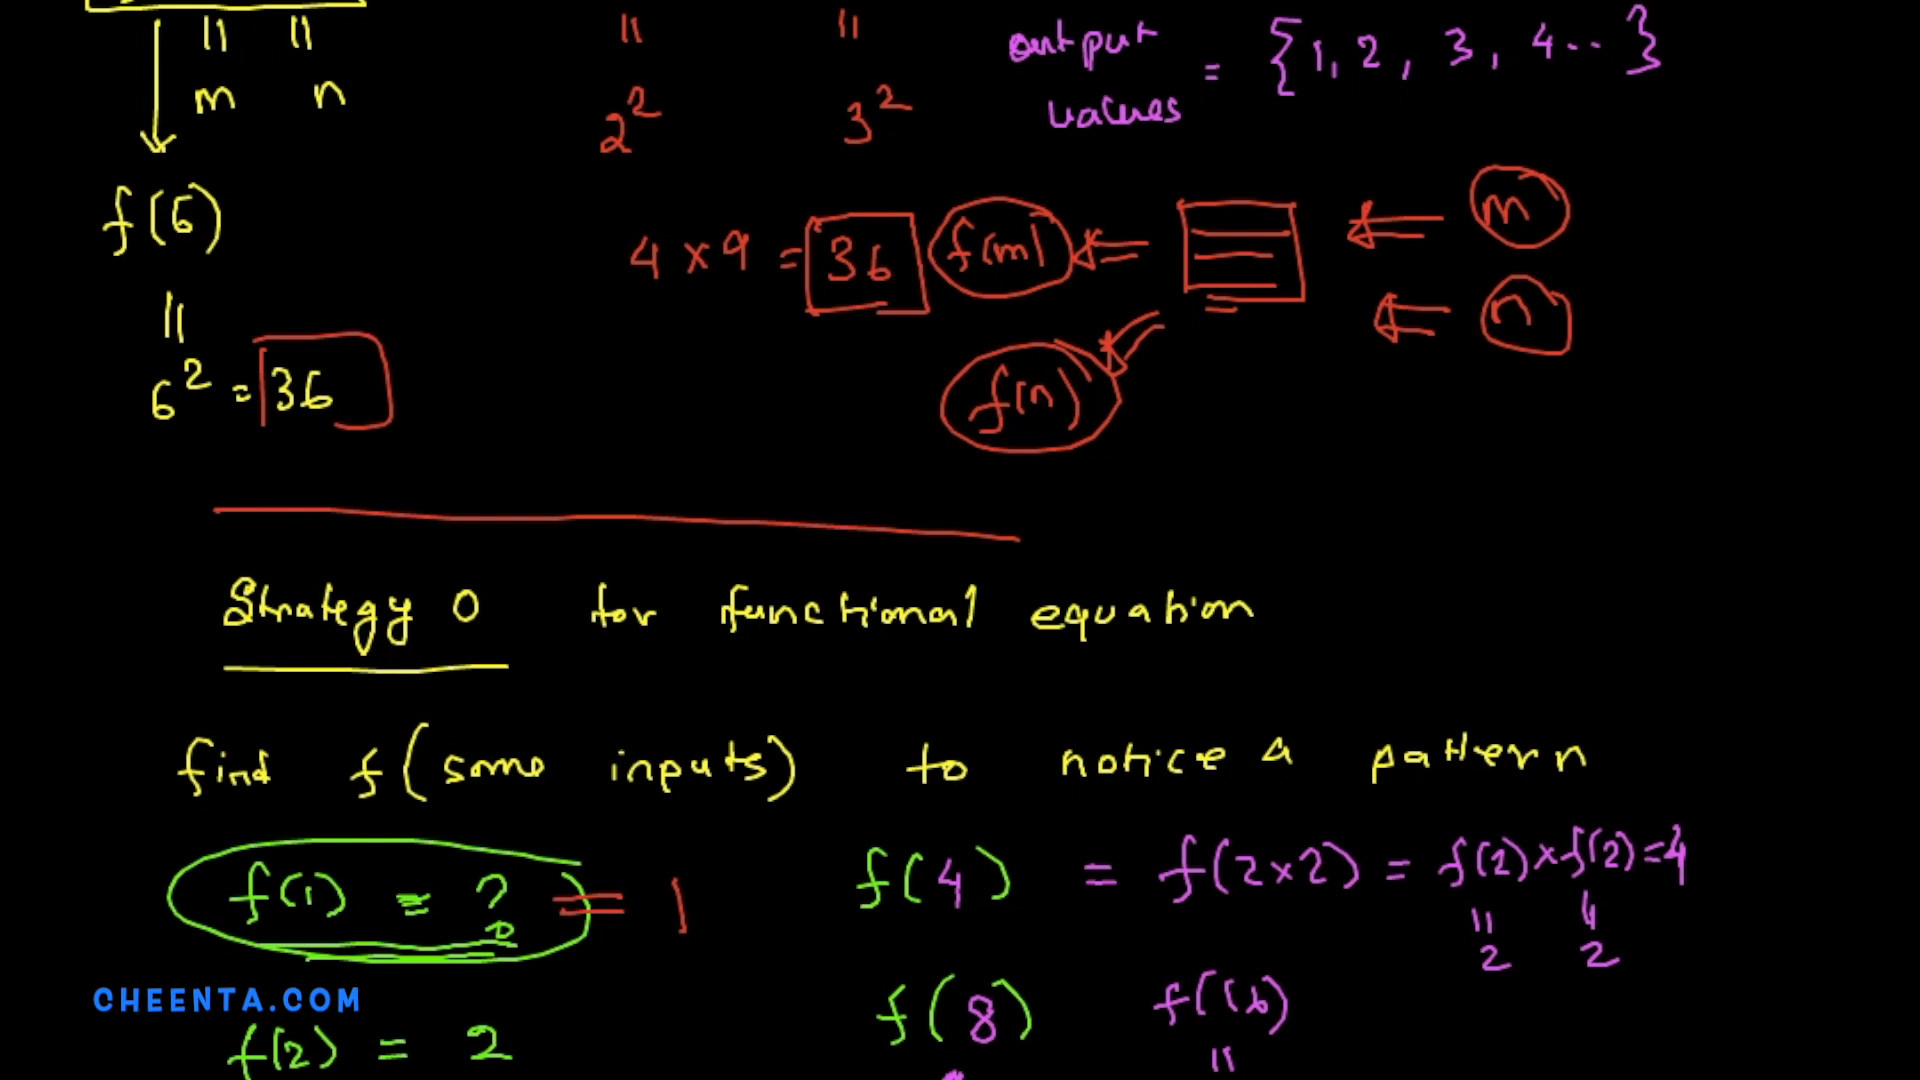 m n
f(6)
6² = 36
2² 3²
4 × 9 = 36
output values = {1, 2, 3, 4 .. }
f(m) m
f(n) n
Strategy 0 for functional equation
find f(some inputs) to notice a pattern
f(1) = ? = 1
f(4) = f(2×2) = f(2) × f(2) = 4
2 2
CHEENTA.COM
f(2) = 2
f(8) f(16)